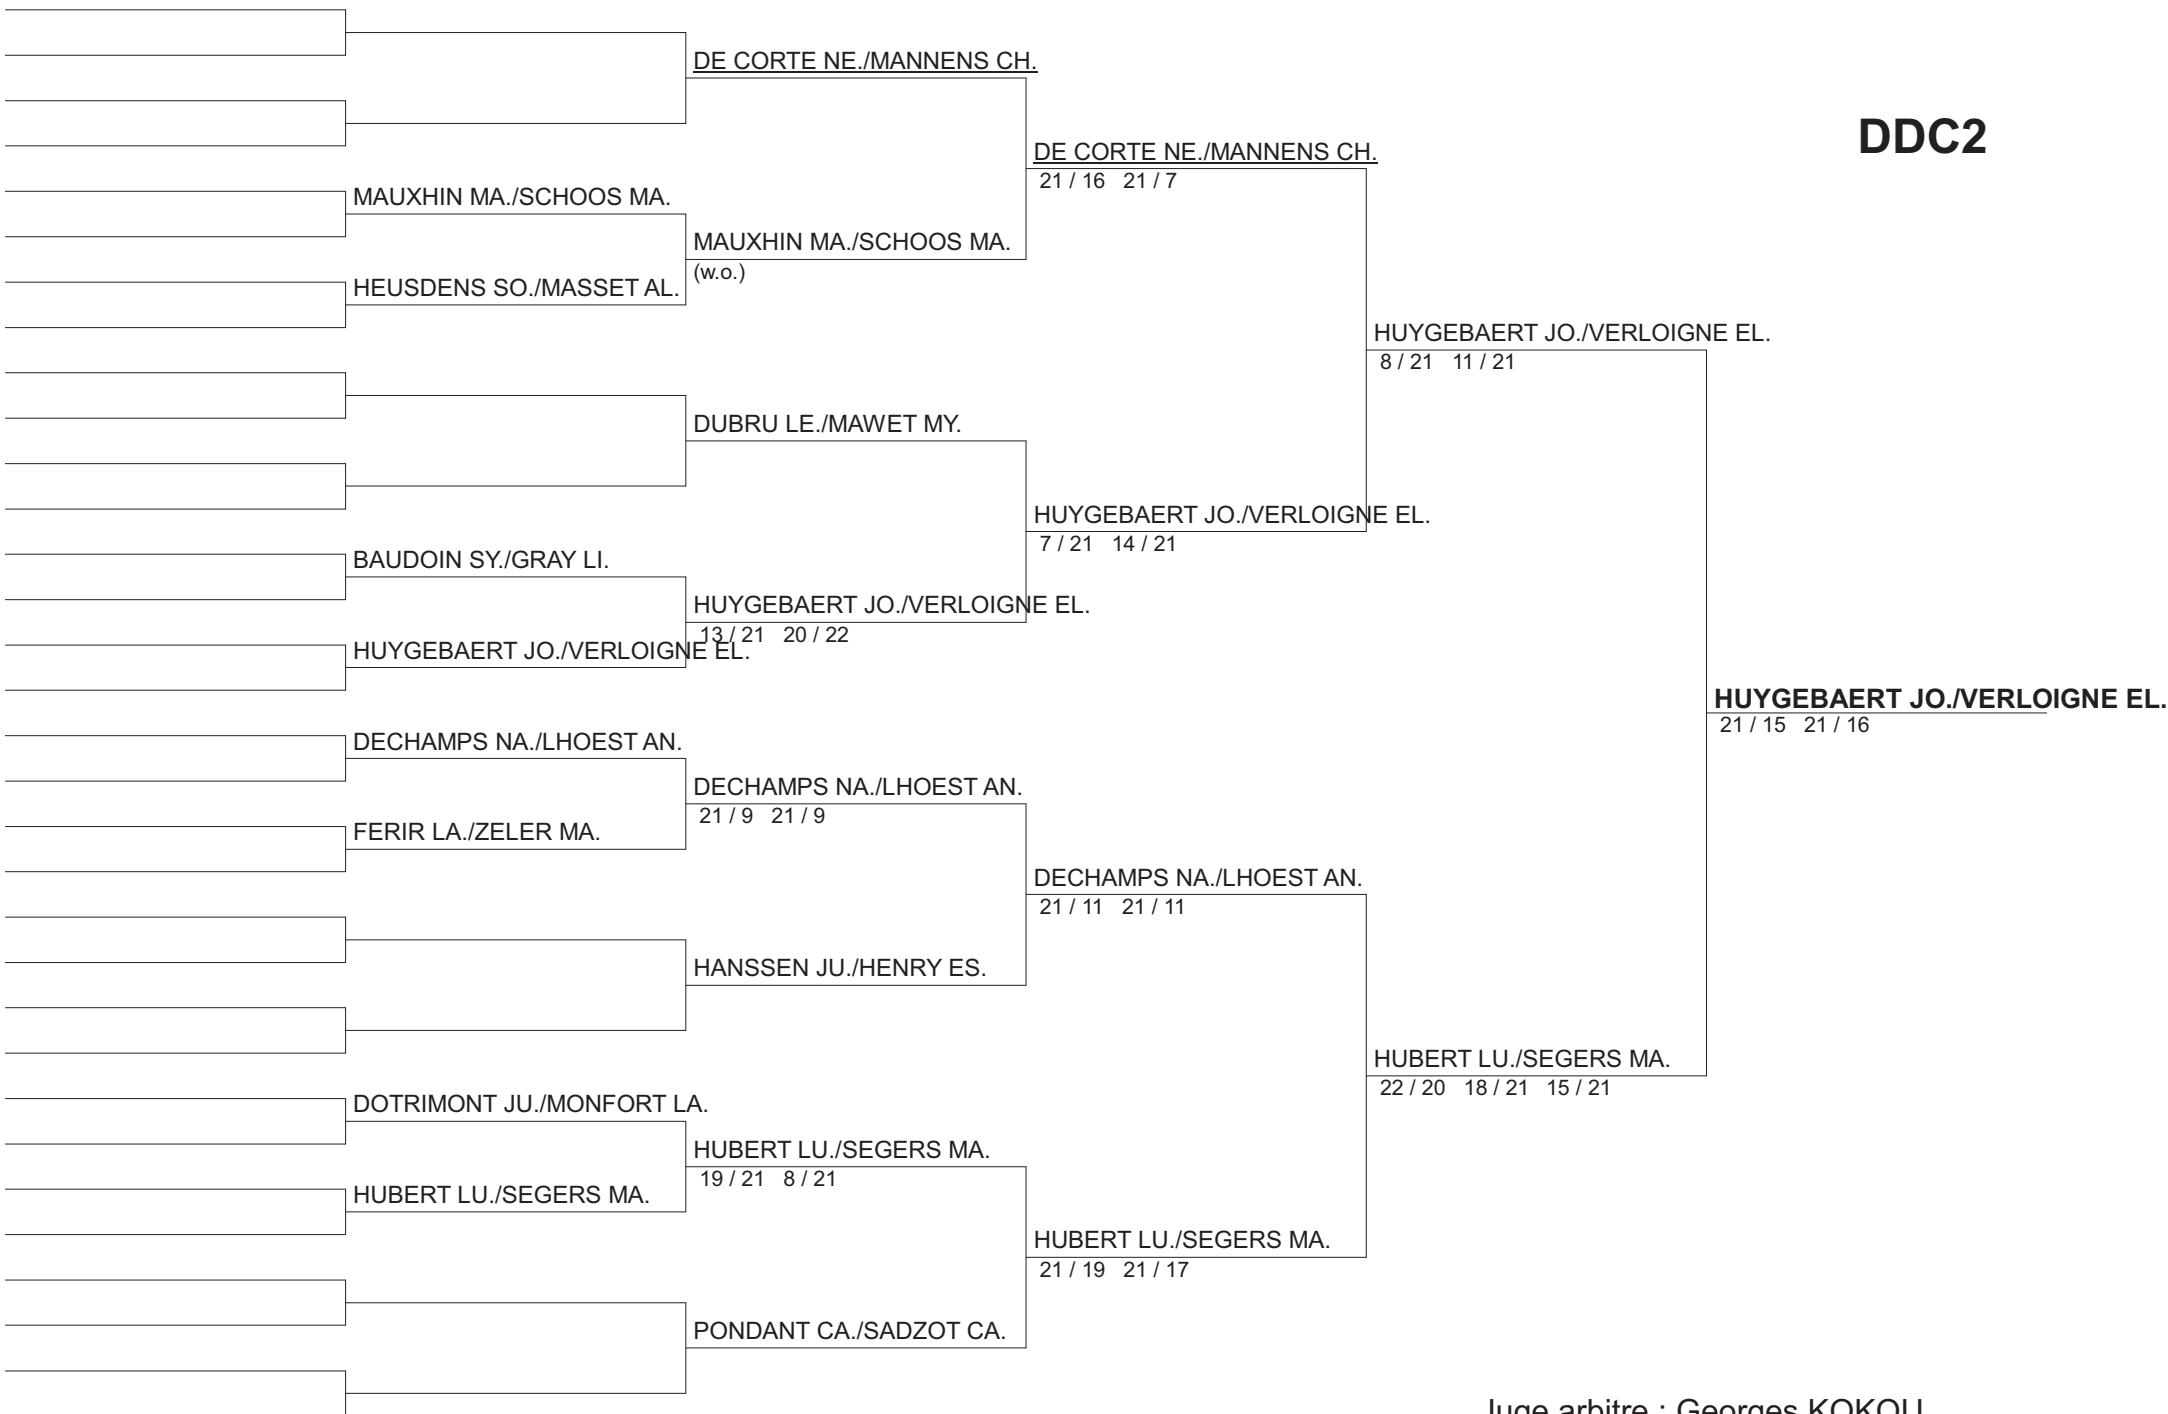 DE CORTE NE./MANNENS CH.
DDC2
DE CORTE NE./MANNENS CH.
21 / 16 21 / 7
MAUXHIN MA./SCHOOS MA.
MAUXHIN MA./SCHOOS MA.
(w.o.)
HEUSDENS SO./MASSET AL.
HUYGEBAERT JO./VERLOIGNE EL.
8 / 21 11 / 21
DUBRU LE./MAWET MY.
HUYGEBAERT JO./VERLOIGNE EL.
7 / 21 14 / 21
BAUDOIN SY./GRAY LI.
HUYGEBAERT JO./VERLOIGNE EL.
13 / 21 20 / 22
HUYGEBAERT JO./VERLOIGNE EL.
HUYGEBAERT JO./VERLOIGNE EL.
21 / 15 21 / 16
DECHAMPS NA./LHOEST AN.
DECHAMPS NA./LHOEST AN.
21 / 9 21 / 9
FERIR LA./ZELER MA.
DECHAMPS NA./LHOEST AN.
21 / 11 21 / 11
HANSSEN JU./HENRY ES.
HUBERT LU./SEGERS MA.
22 / 20 18 / 21 15 / 21
DOTRIMONT JU./MONFORT LA.
HUBERT LU./SEGERS MA.
19 / 21 8 / 21
HUBERT LU./SEGERS MA.
HUBERT LU./SEGERS MA.
21 / 19 21 / 17
PONDANT CA./SADZOT CA.
Juge arbitre : Georges KOKOU